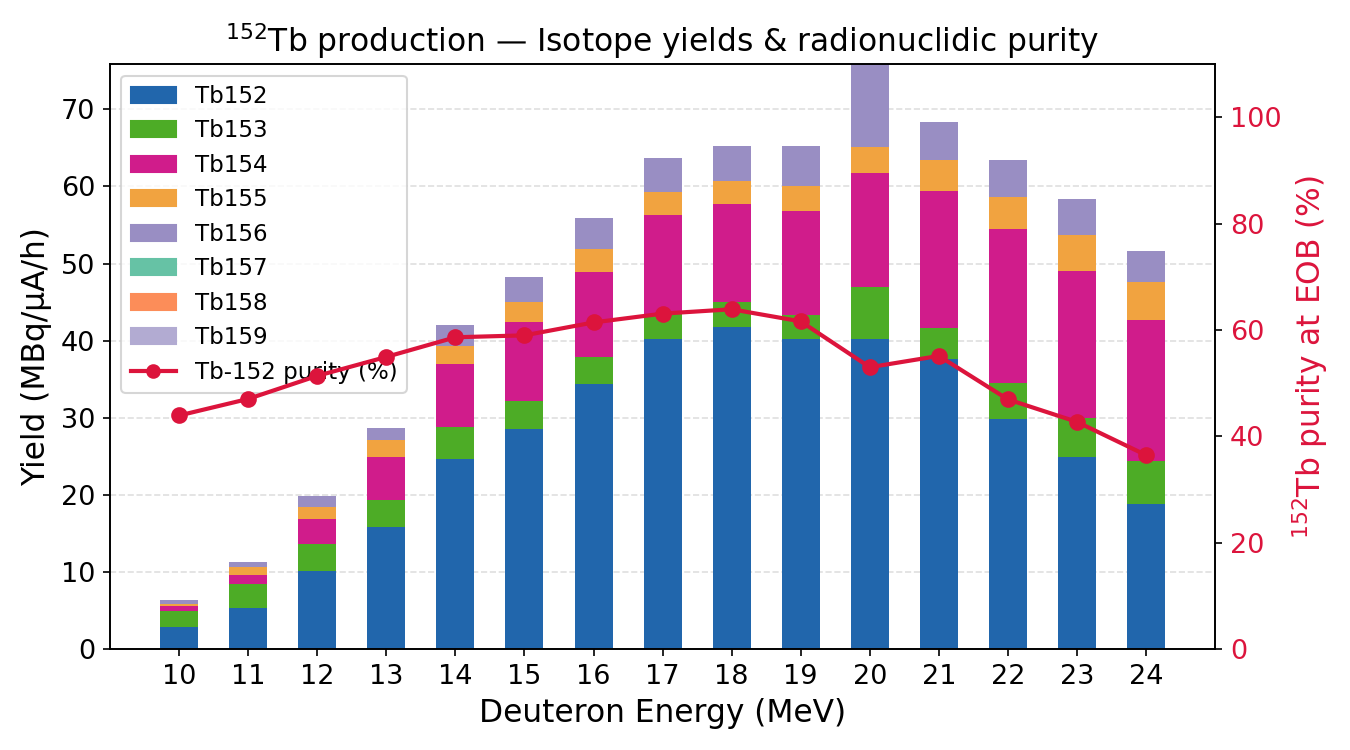 ¹⁵²Tb production — Isotope yields & radionuclidic purity
Yield (MBq/µA/h)
70
60
50
40
30
20
10
0
Tb152
Tb153
Tb154
Tb155
Tb156
Tb157
Tb158
Tb159
Tb-152 purity (%)
100
80
60
40
20
0
¹⁵²Tb purity at EOB (%)
10 11 12 13 14 15 16 17 18 19 20 21 22 23 24
Deuteron Energy (MeV)